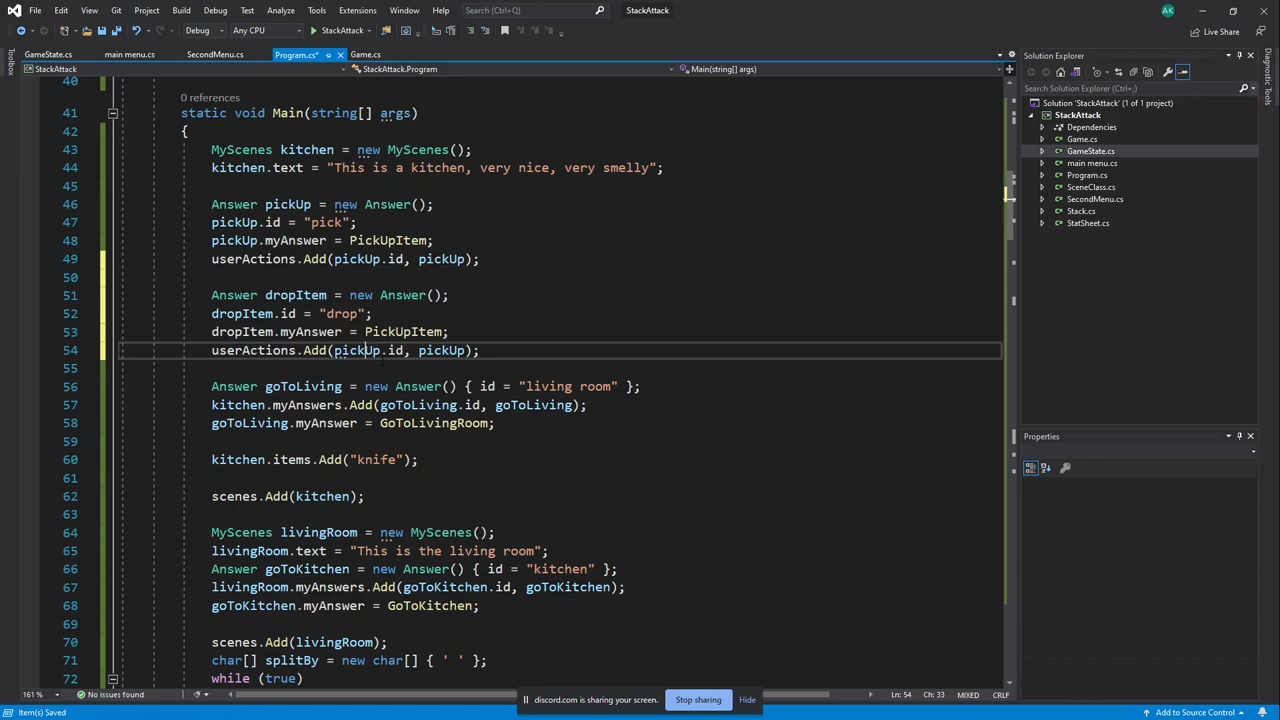 File Edit View Git Project Build Debug Test Analyze Tools Extensions Window Help Search (Ctrl+Q) StackAttack AK
Debug Any CPU StackAttack Live Share
GameState.cs main menu.cs SecondMenu.cs Program.cs* Game.cs
Toolbox
StackAttack StackAttack.Program Main(string[] args)
40
0 references
41 static void Main(string[] args)
42 {
43 MyScenes kitchen = new MyScenes();
44 kitchen.text = "This is a kitchen, very nice, very smelly";
45
46 Answer pickUp = new Answer();
47 pickUp.id = "pick";
48 pickUp.myAnswer = PickUpItem;
49 userActions.Add(pickUp.id, pickUp);
50
51 Answer dropItem = new Answer();
52 dropItem.id = "drop";
53 dropItem.myAnswer = PickUpItem;
54 userActions.Add(pickUp.id, pickUp);
55
56 Answer goToLiving = new Answer() { id = "living room" };
57 kitchen.myAnswers.Add(goToLiving.id, goToLiving);
58 goToLiving.myAnswer = GoToLivingRoom;
59
60 kitchen.items.Add("knife");
61
62 scenes.Add(kitchen);
63
64 MyScenes livingRoom = new MyScenes();
65 livingRoom.text = "This is the living room";
66 Answer goToKitchen = new Answer() { id = "kitchen" };
67 livingRoom.myAnswers.Add(goToKitchen.id, goToKitchen);
68 goToKitchen.myAnswer = GoToKitchen;
69
70 scenes.Add(livingRoom);
71 char[] splitBy = new char[] { ' ' };
72 while (true)
161 % No issues found Ln: 54 Ch: 33 MIXED CRLF
discord.com is sharing your screen. Stop sharing Hide
Item(s) Saved Add to Source Control
Solution Explorer
Search Solution Explorer (Ctrl+;)
Solution 'StackAttack' (1 of 1 project)
StackAttack
Dependencies
Game.cs
GameState.cs
main menu.cs
Program.cs
SceneClass.cs
SecondMenu.cs
Stack.cs
StatSheet.cs
Properties
Diagnostic Tools